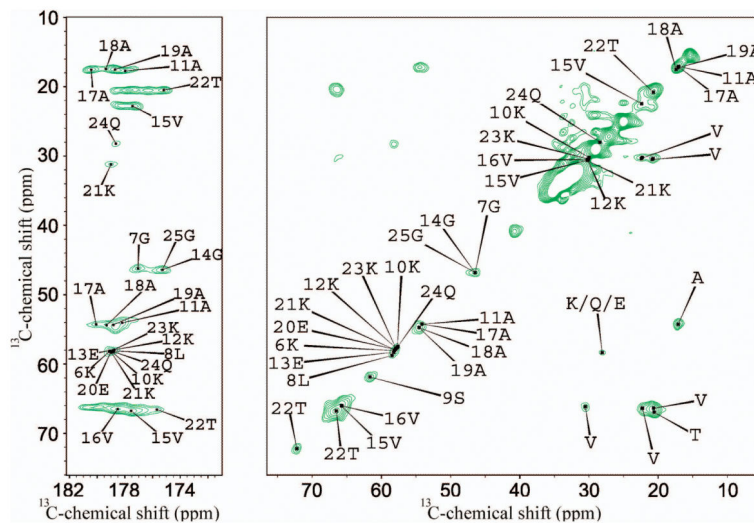 10
20
30
40
50
60
70
13C-chemical shift (ppm)
182 178 174
13C-chemical shift (ppm)
18A
19A
11A
22T
17A
15V
24Q
21K
7G
25G
14G
17A
18A
19A
11A
23K
12K
13E
8L
6K
24Q
10K
20E
21K
16V
15V
22T
13C-chemical shift (ppm)
70 60 50 40 30 20 10
13C-chemical shift (ppm)
18A
22T
19A
15V
11A
17A
24Q
10K
23K
V
16V
V
15V
21K
12K
7G
14G
25G
10K
23K
12K
24Q
21K
20E
11A
6K
17A
13E
18A
8L
19A
9S
A
K/Q/E
22T
16V
15V
22T
V
V
T
V